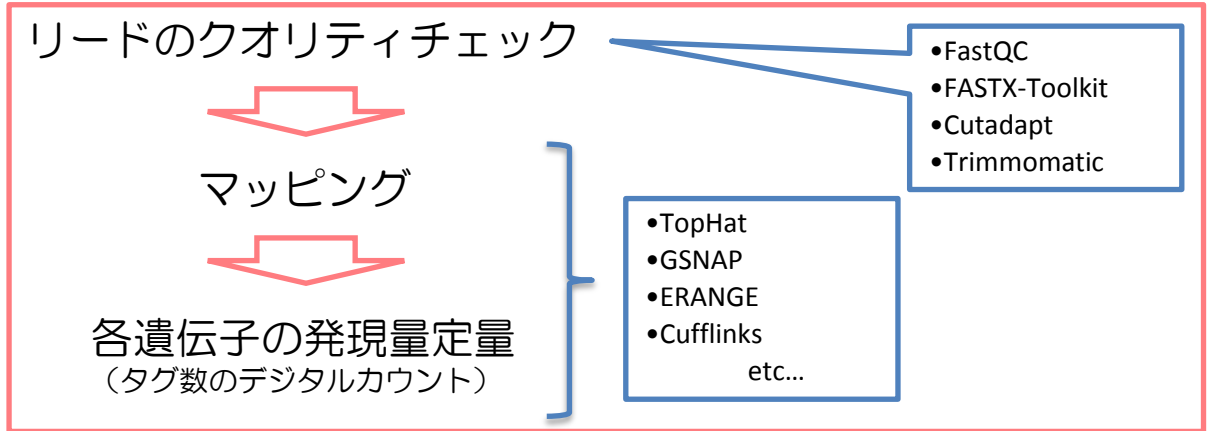 リードのクオリティチェック
•FastQC
•FASTX-Toolkit
•Cutadapt
•Trimmomatic
マッピング
•TopHat
•GSNAP
•ERANGE
•Cufflinks
etc…
各遺伝子の発現量定量
（タグ数のデジタルカウント）